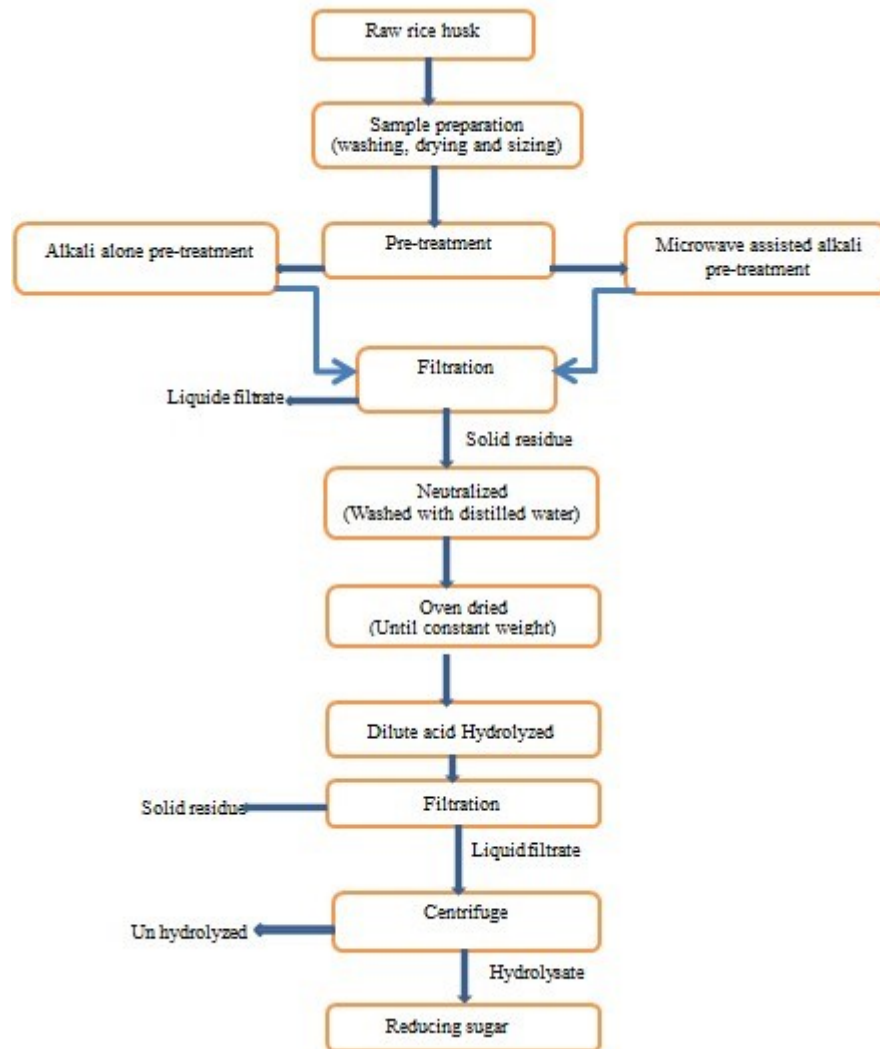 Raw rice husk
Sample preparation
(washing, drying and sizing)
Alkali alone pre-treatment
Pre-treatment
Microwave assisted alkali
pre-treatment
Filtration
Liquide filtrate
Solid residue
Neutralized
(Washed with distilled water)
Oven dried
(Until constant weight)
Dilute acid Hydrolyzed
Solid residue
Filtration
Liquid filtrate
Centrifuge
Un hydrolyzed
Hydrolysate
Reducing sugar